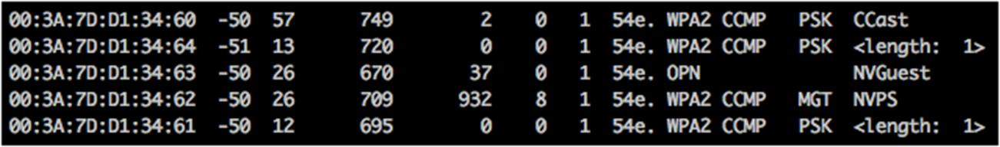 00:3A:7D:D1:34:60 -50 57 749 2 0 1 54e. WPA2 CCMP PSK CCast
00:3A:7D:D1:34:64 -51 13 720 0 0 1 54e. WPA2 CCMP PSK <length: 1>
00:3A:7D:D1:34:63 -50 26 670 37 0 1 54e. OPN NVGuest
00:3A:7D:D1:34:62 -50 26 709 932 8 1 54e. WPA2 CCMP MGT NVPS
00:3A:7D:D1:34:61 -50 12 695 0 0 1 54e. WPA2 CCMP PSK <length: 1>